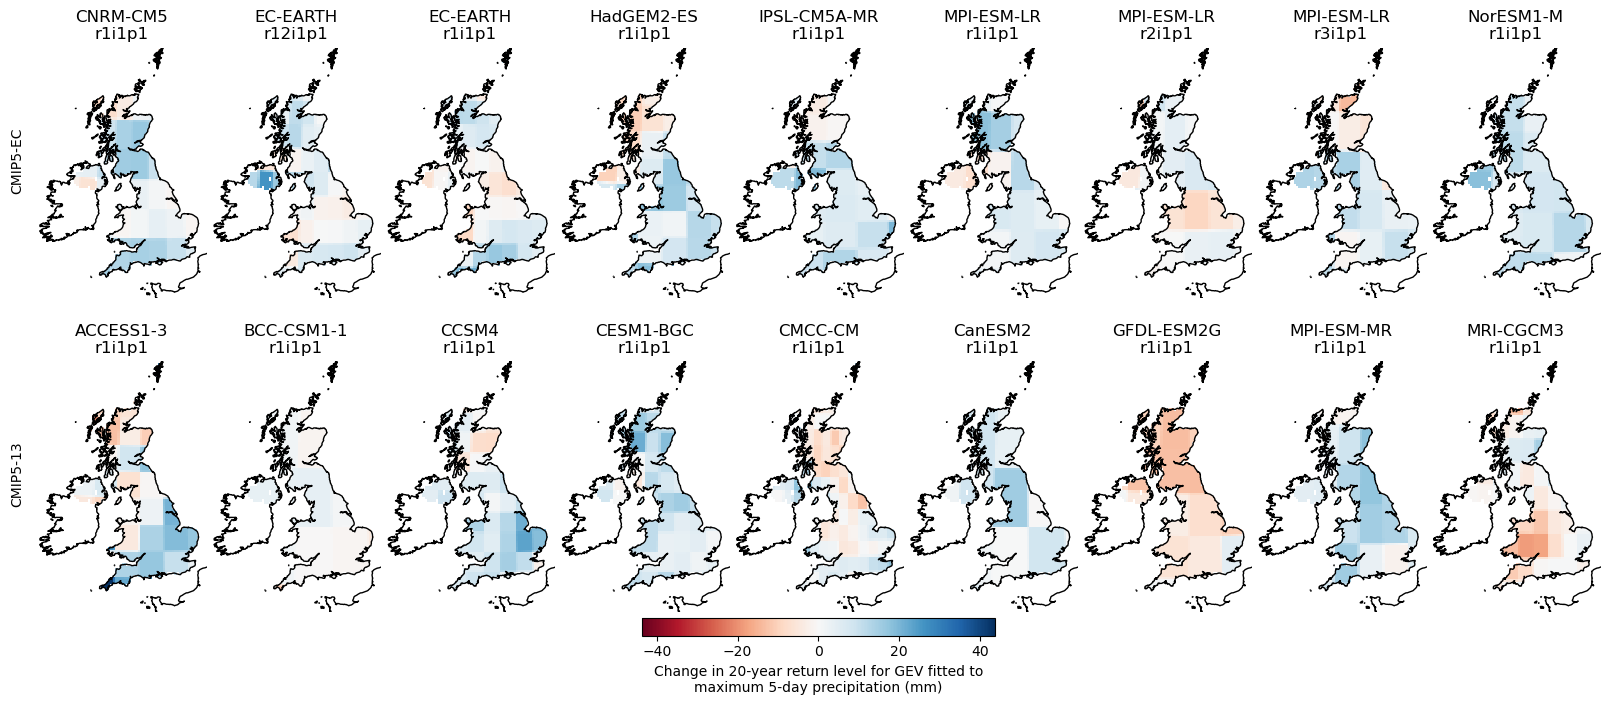 CNRM-CM5 EC-EARTH EC-EARTH HadGEM2-ES IPSL-CM5A-MR MPI-ESM-LR MPI-ESM-LR MPI-ESM-LR NorESM1-M
r1i1p1 r12i1p1 r1i1p1 r1i1p1 r1i1p1 r1i1p1 r2i1p1 r3i1p1 r1i1p1
CMIP5-EC
ACCESS1-3 BCC-CSM1-1 CCSM4 CESM1-BGC CMCC-CM CanESM2 GFDL-ESM2G MPI-ESM-MR MRI-CGCM3
r1i1p1 r1i1p1 r1i1p1 r1i1p1 r1i1p1 r1i1p1 r1i1p1 r1i1p1 r1i1p1
CMIP5-13
−40 −20 0 20 40
Change in 20-year return level for GEV fitted to
maximum 5-day precipitation (mm)